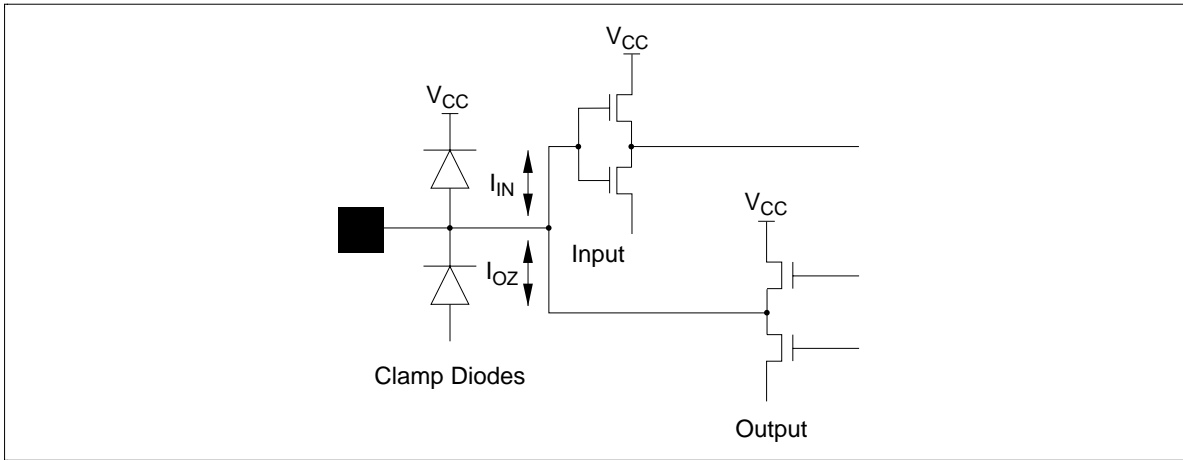 V_CC
V_CC
I_IN
V_CC
Input
I_OZ
Clamp Diodes
Output